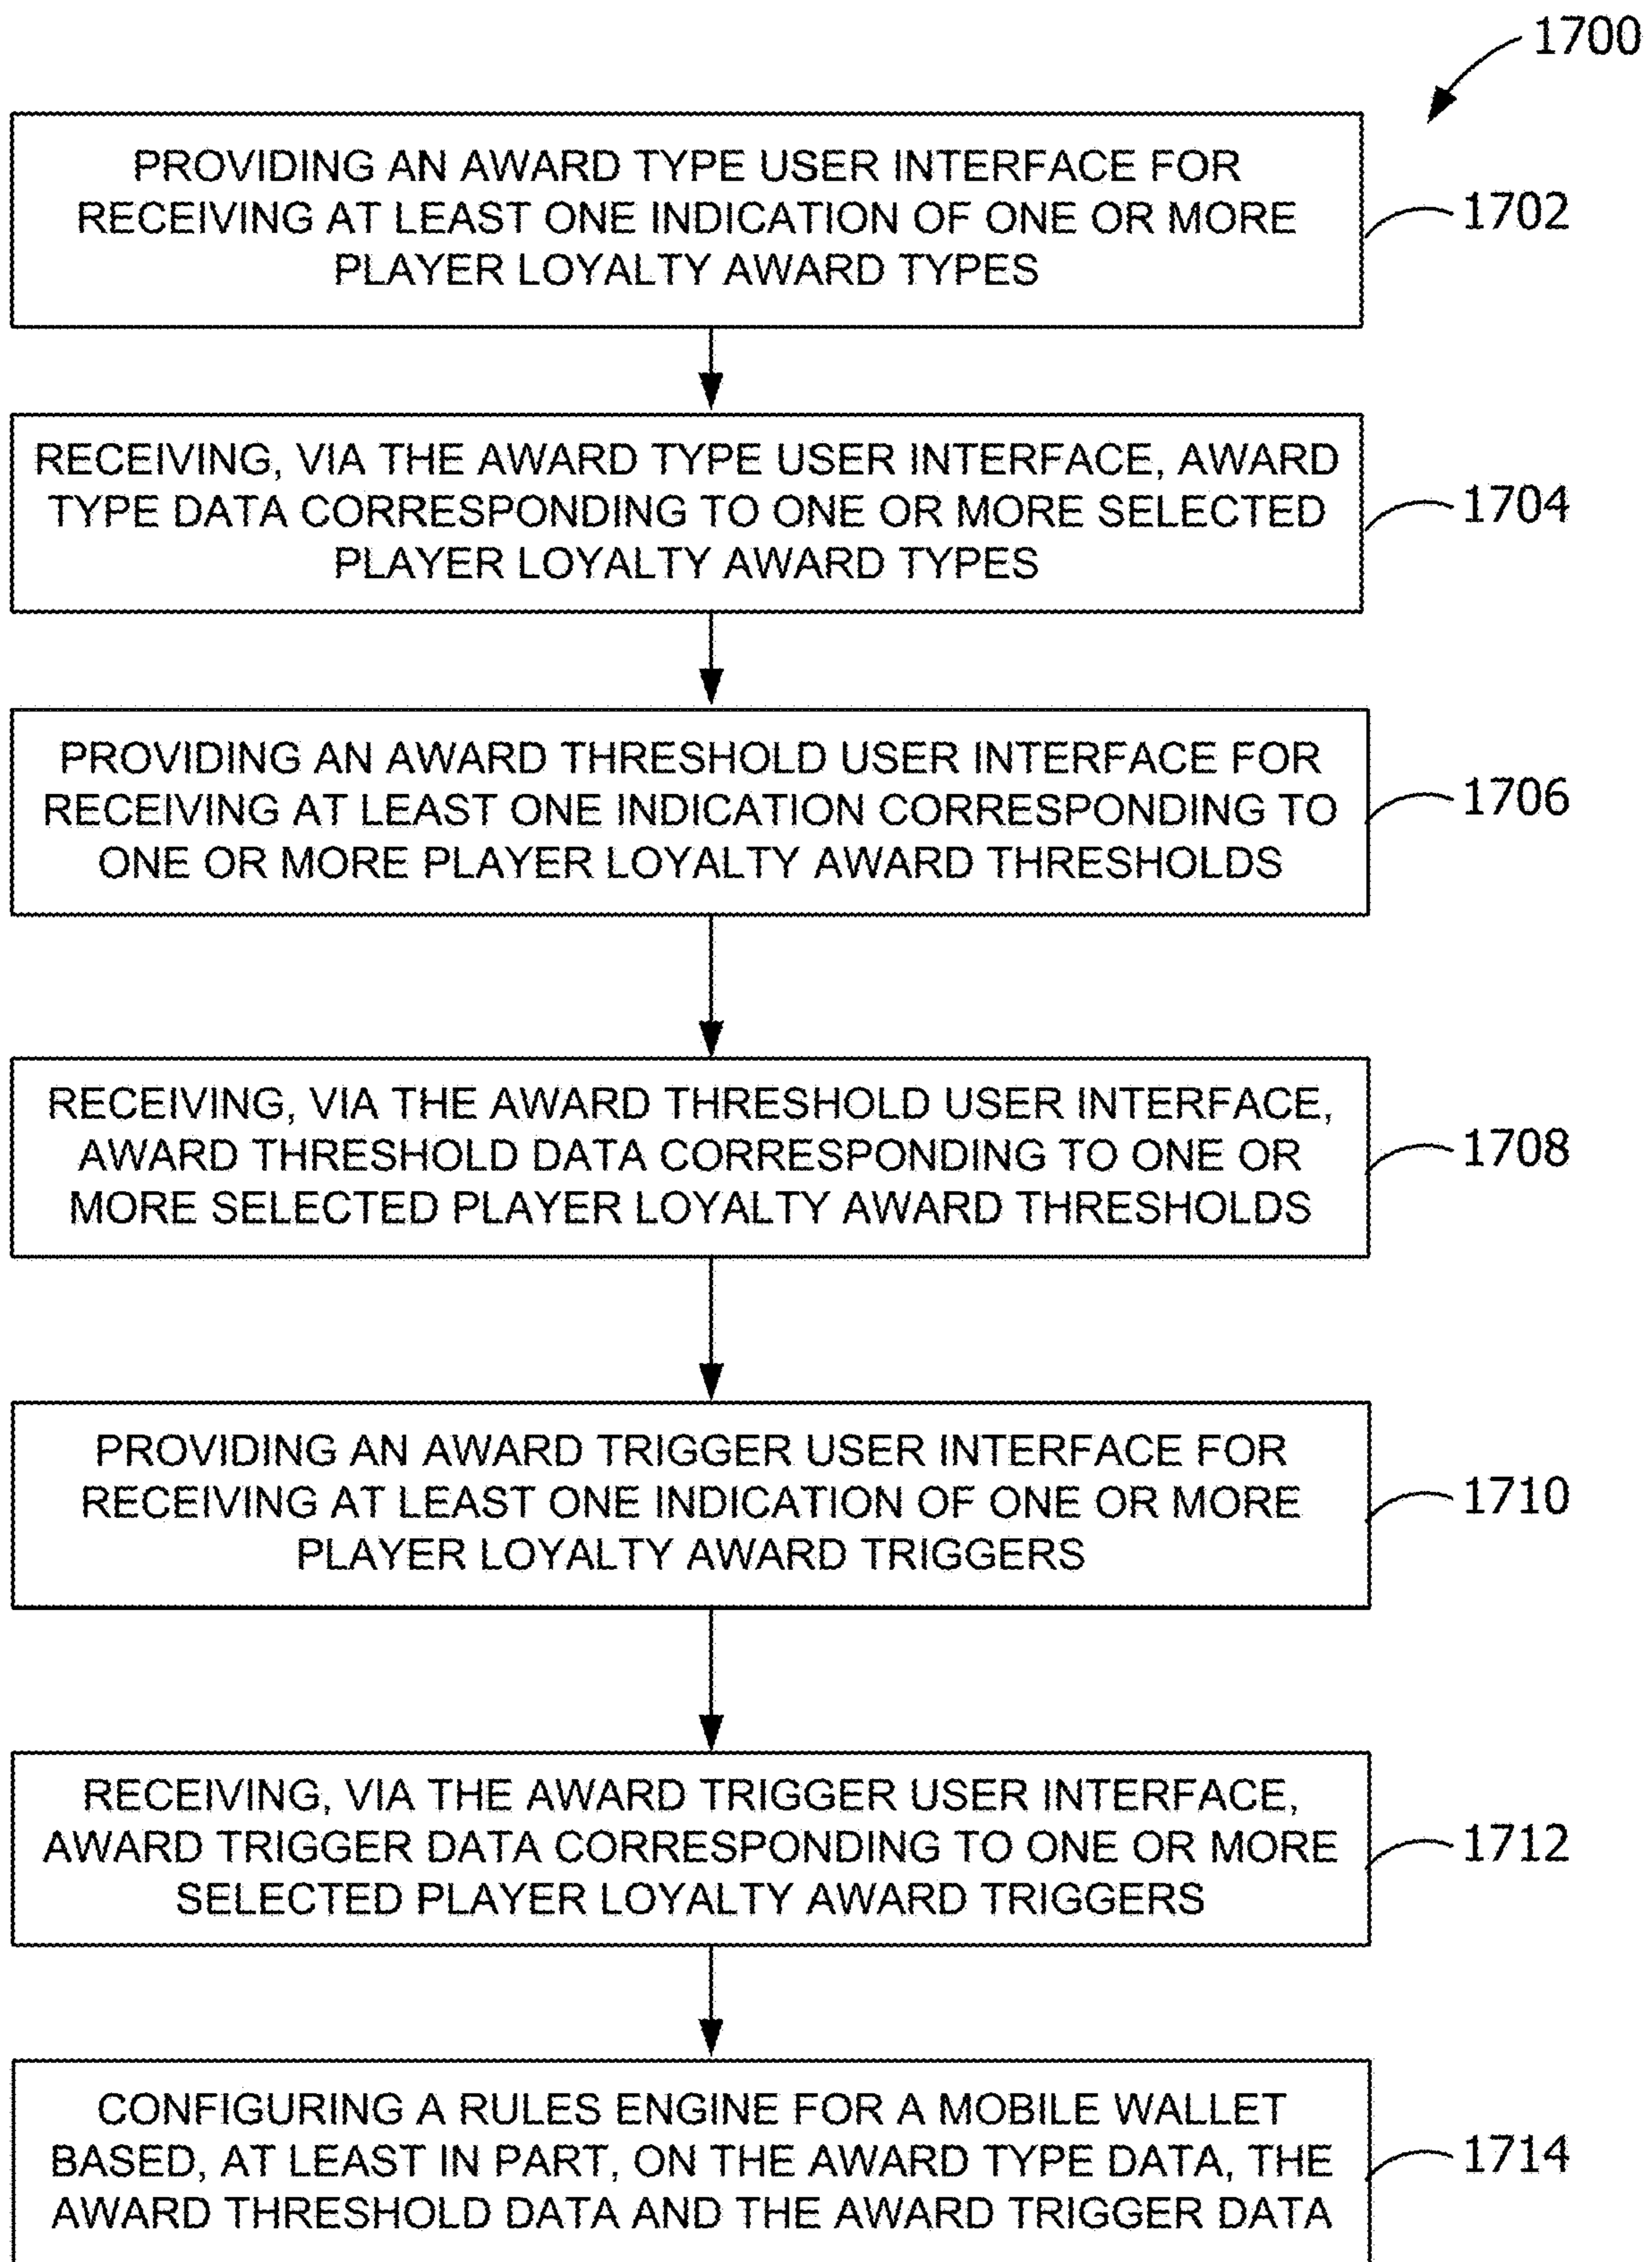 1700
PROVIDING AN AWARD TYPE USER INTERFACE FOR
RECEIVING AT LEAST ONE INDICATION OF ONE OR MORE
PLAYER LOYALTY AWARD TYPES
1702
RECEIVING, VIA THE AWARD TYPE USER INTERFACE, AWARD
TYPE DATA CORRESPONDING TO ONE OR MORE SELECTED
PLAYER LOYALTY AWARD TYPES
1704
PROVIDING AN AWARD THRESHOLD USER INTERFACE FOR
RECEIVING AT LEAST ONE INDICATION CORRESPONDING TO
ONE OR MORE PLAYER LOYALTY AWARD THRESHOLDS
1706
RECEIVING, VIA THE AWARD THRESHOLD USER INTERFACE,
AWARD THRESHOLD DATA CORRESPONDING TO ONE OR
MORE SELECTED PLAYER LOYALTY AWARD THRESHOLDS
1708
PROVIDING AN AWARD TRIGGER USER INTERFACE FOR
RECEIVING AT LEAST ONE INDICATION OF ONE OR MORE
PLAYER LOYALTY AWARD TRIGGERS
1710
RECEIVING, VIA THE AWARD TRIGGER USER INTERFACE,
AWARD TRIGGER DATA CORRESPONDING TO ONE OR MORE
SELECTED PLAYER LOYALTY AWARD TRIGGERS
1712
CONFIGURING A RULES ENGINE FOR A MOBILE WALLET
BASED, AT LEAST IN PART, ON THE AWARD TYPE DATA, THE
AWARD THRESHOLD DATA AND THE AWARD TRIGGER DATA
1714